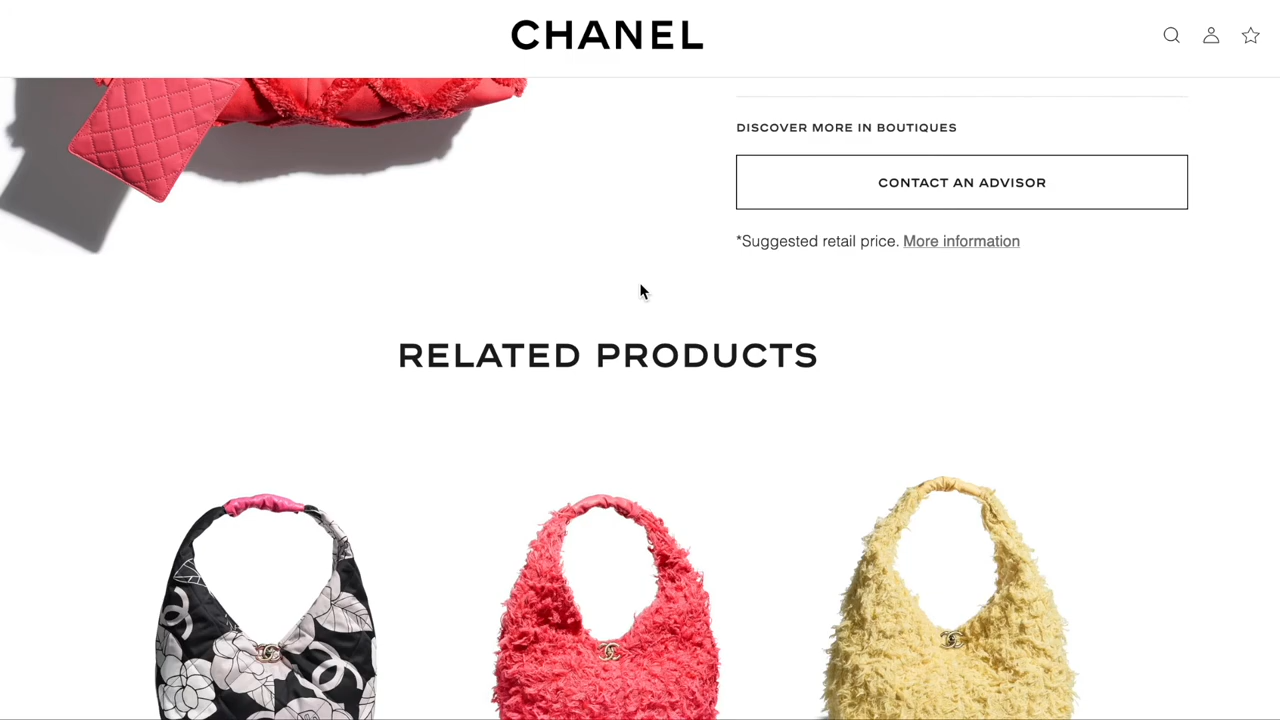 CHANEL
DISCOVER MORE IN BOUTIQUES
CONTACT AN ADVISOR
*Suggested retail price. More information
RELATED PRODUCTS